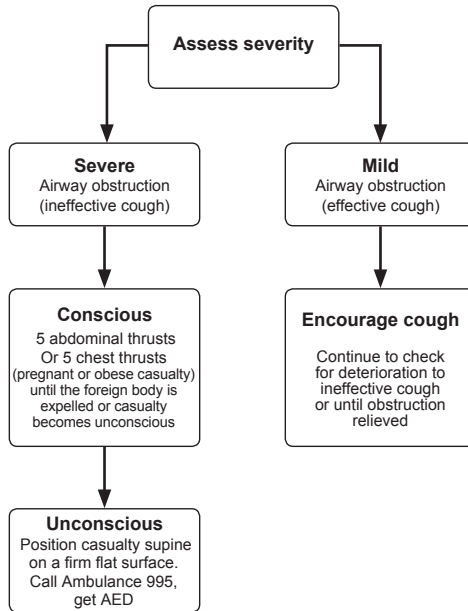 Assess severity
Severe
Airway obstruction
(ineffective cough)
Mild
Airway obstruction
(effective cough)
Conscious
5 abdominal thrusts
Or 5 chest thrusts
(pregnant or obese casualty)
until the foreign body is
expelled or casualty
becomes unconscious
Encourage cough
Continue to check
for deterioration to
ineffective cough
or until obstruction
relieved
Unconscious
Position casualty supine
on a firm flat surface.
Call Ambulance 995,
get AED